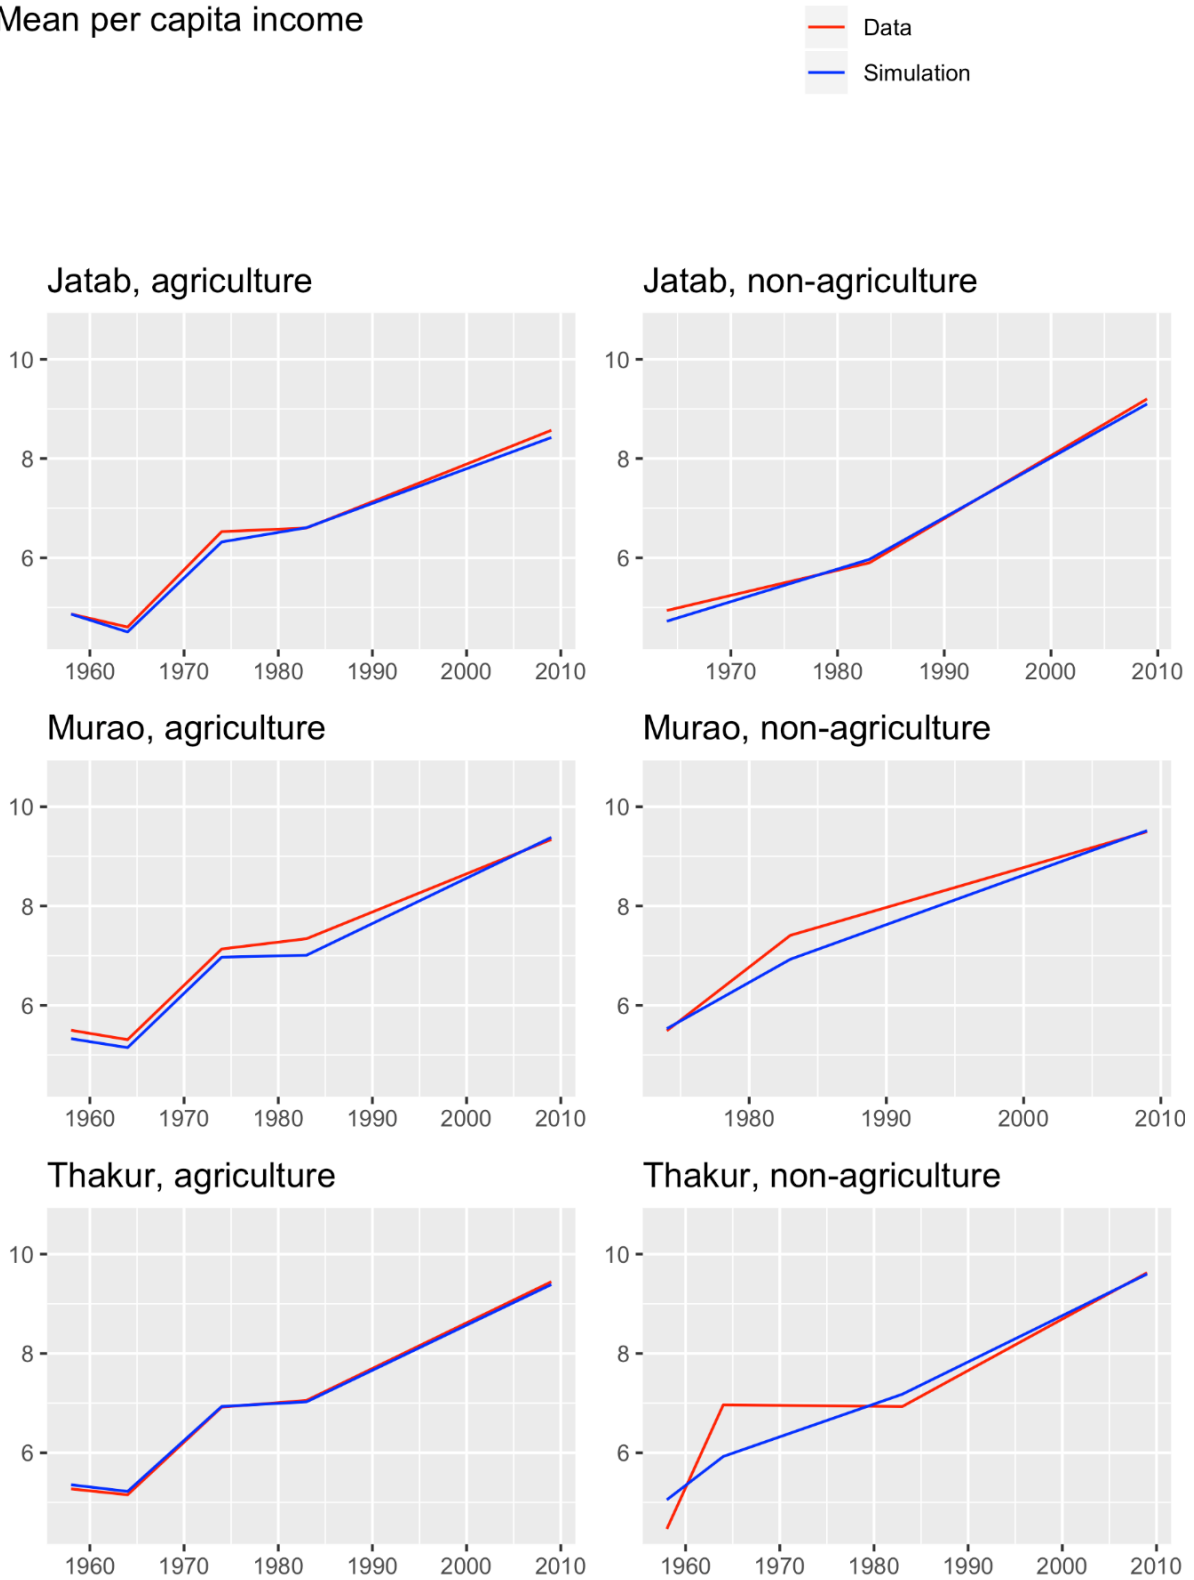 Mean per capita income
Data
Simulation
Jatab, agriculture
Jatab, non-agriculture
10
8
6
1960 1970 1980 1990 2000 2010
10
8
6
1970 1980 1990 2000 2010
Murao, agriculture
Murao, non-agriculture
10
8
6
1960 1970 1980 1990 2000 2010
10
8
6
1980 1990 2000 2010
Thakur, agriculture
Thakur, non-agriculture
10
8
6
1960 1970 1980 1990 2000 2010
10
8
6
1960 1970 1980 1990 2000 2010